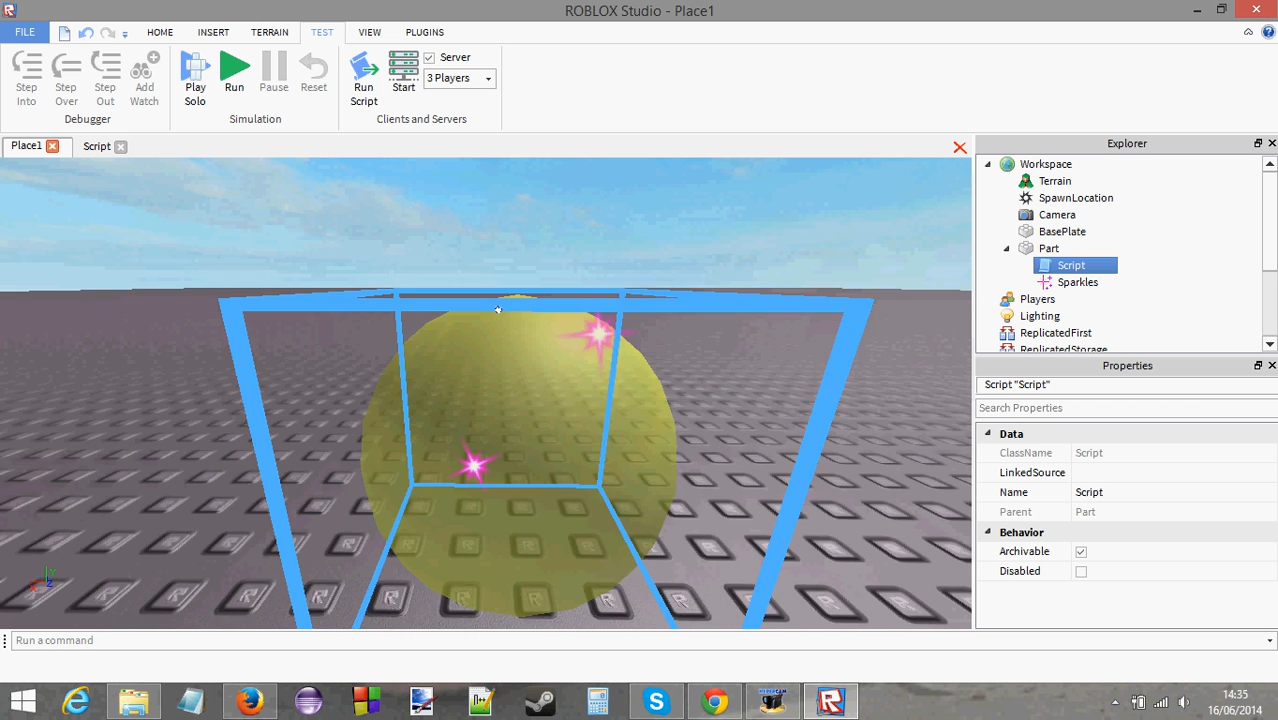 ROBLOX Studio - Place1
FILE
HOME
INSERT
TERRAIN
TEST
VIEW
PLUGINS
Step Into
Step Over
Step Out
Add Watch
Debugger
Play Solo
Run
Pause
Reset
Simulation
Run Script
Start
Server
3 Players
Clients and Servers
Place1
Script
Explorer
Workspace
Terrain
SpawnLocation
Camera
BasePlate
Part
Script
Sparkles
Players
Lighting
ReplicatedFirst
ReplicatedStorage
Properties
Script "Script"
Search Properties
Data
ClassName Script
LinkedSource
Name Script
Parent Part
Behavior
Archivable
Disabled
Run a command
HYPERCAM
14:35
16/06/2014